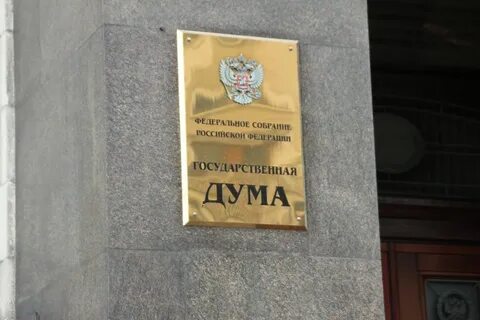 ФЕДЕРАЛЬНОЕ СОБРАНИЕ
РОССИЙСКОЙ ФЕДЕРАЦИИ
ГОСУДАРСТВЕННАЯ
ДУМА